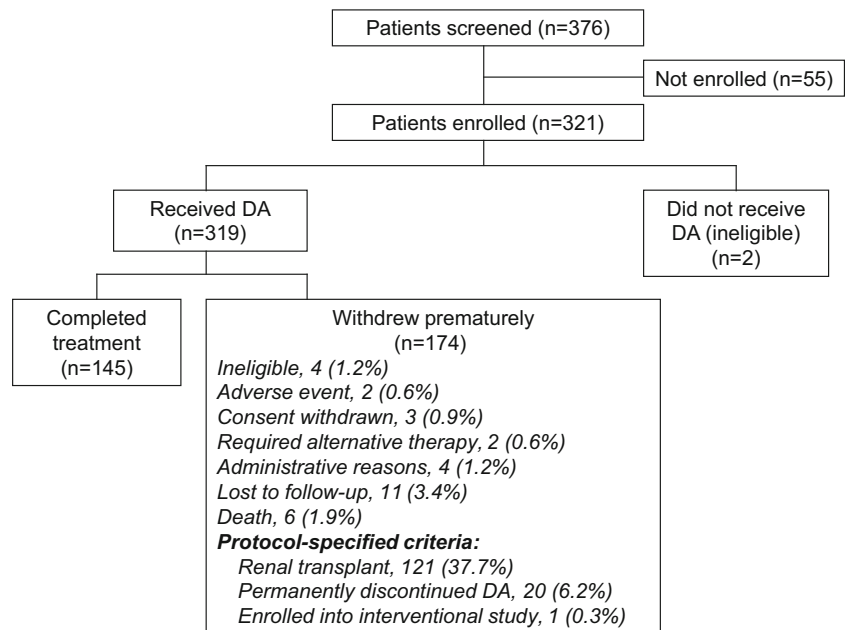 Patients screened (n=376)
Not enrolled (n=55)
Patients enrolled (n=321)
Received DA
(n=319)
Did not receive
DA (ineligible)
(n=2)
Completed
treatment
(n=145)
Withdrew prematurely
(n=174)
Ineligible, 4 (1.2%)
Adverse event, 2 (0.6%)
Consent withdrawn, 3 (0.9%)
Required alternative therapy, 2 (0.6%)
Administrative reasons, 4 (1.2%)
Lost to follow-up, 11 (3.4%)
Death, 6 (1.9%)
Protocol-specified criteria:
Renal transplant, 121 (37.7%)
Permanently discontinued DA, 20 (6.2%)
Enrolled into interventional study, 1 (0.3%)